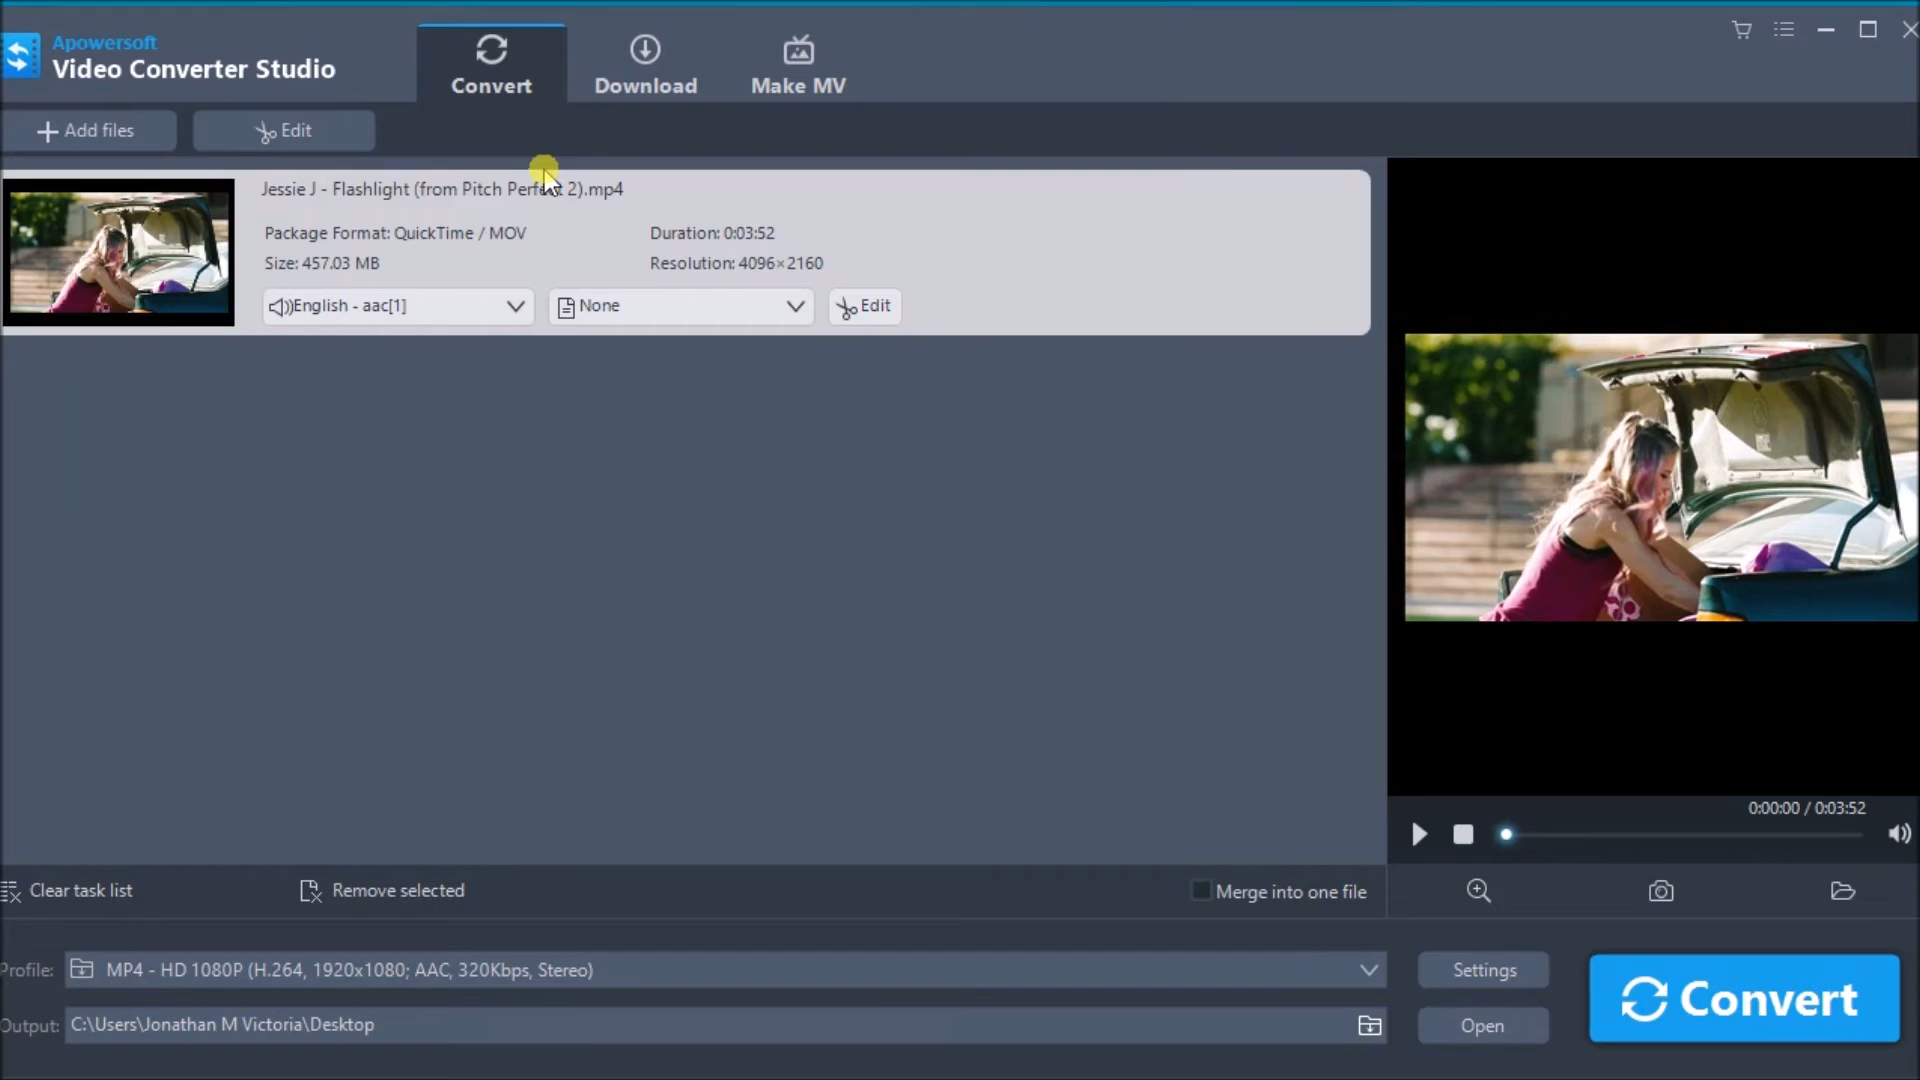 Apowersoft
Video Converter Studio
Convert
Download
Make MV
Add files
Edit
Jessie J - Flashlight (from Pitch Perfect 2).mp4
Package Format: QuickTime / MOV
Duration: 0:03:52
Size: 457.03 MB
Resolution: 4096×2160
English - aac[1]
None
Edit
0:00:00 / 0:03:52
Clear task list
Remove selected
Merge into one file
Profile:
MP4 - HD 1080P (H.264, 1920x1080; AAC, 320Kbps, Stereo)
Settings
Convert
Output:
C:\Users\Jonathan M Victoria\Desktop
Open